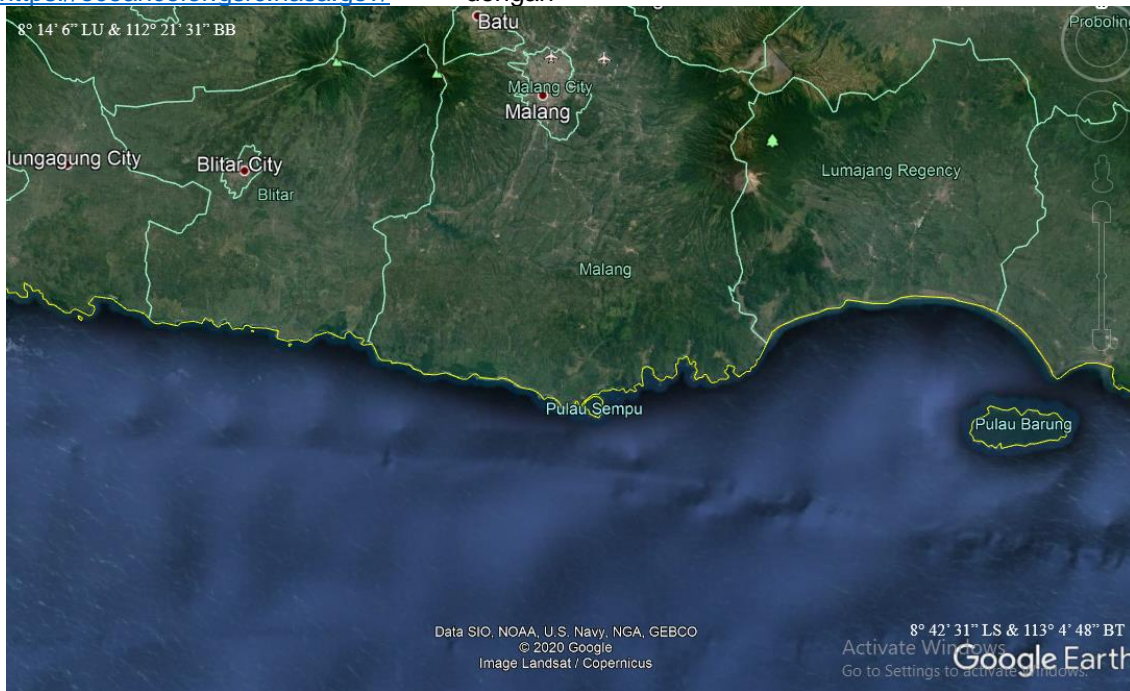 dengan
8° 14’ 6” LU & 112° 21’ 31” BB
Batu
Proboling
Malang City
Malang
lungagung City
Blitar City
Blitar
Lumajang Regency
Malang
Pulau Sempu
Pulau Barung
Data SIO, NOAA, U.S. Navy, NGA, GEBCO
© 2020 Google
Image Landsat / Copernicus
8° 42’ 31” LS & 113° 4’ 48” BT
Activate Windows
Go to Settings to activate Windows.
Google Earth